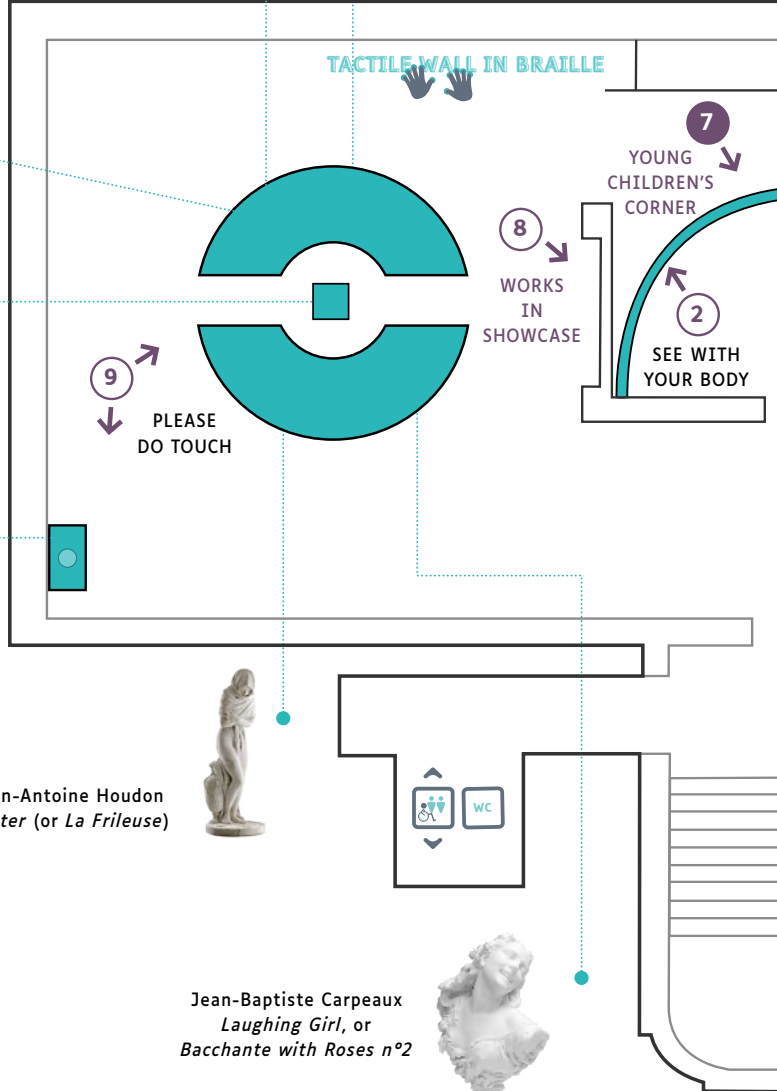 TACTILE WALL IN BRAILLE
7
YOUNG
CHILDREN'S
CORNER
8
WORKS
IN
SHOWCASE
2
SEE WITH
YOUR BODY
9
PLEASE
DO TOUCH
n-Antoine Houdon
ter (or La Frileuse)
WC
Jean-Baptiste Carpeaux
Laughing Girl, or
Bacchante with Roses n°2